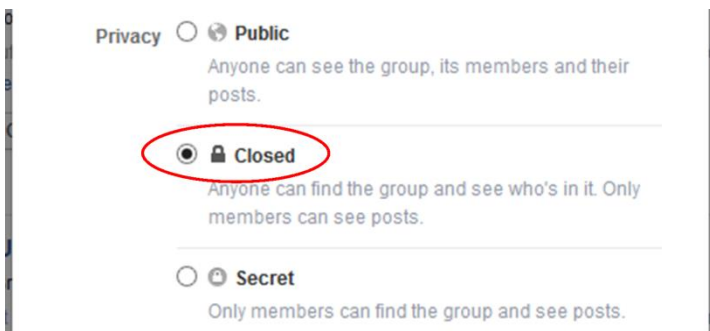 Privacy Public
Anyone can see the group, its members and their
posts.
Closed
Anyone can find the group and see who's in it. Only
members can see posts.
Secret
Only members can find the group and see posts.